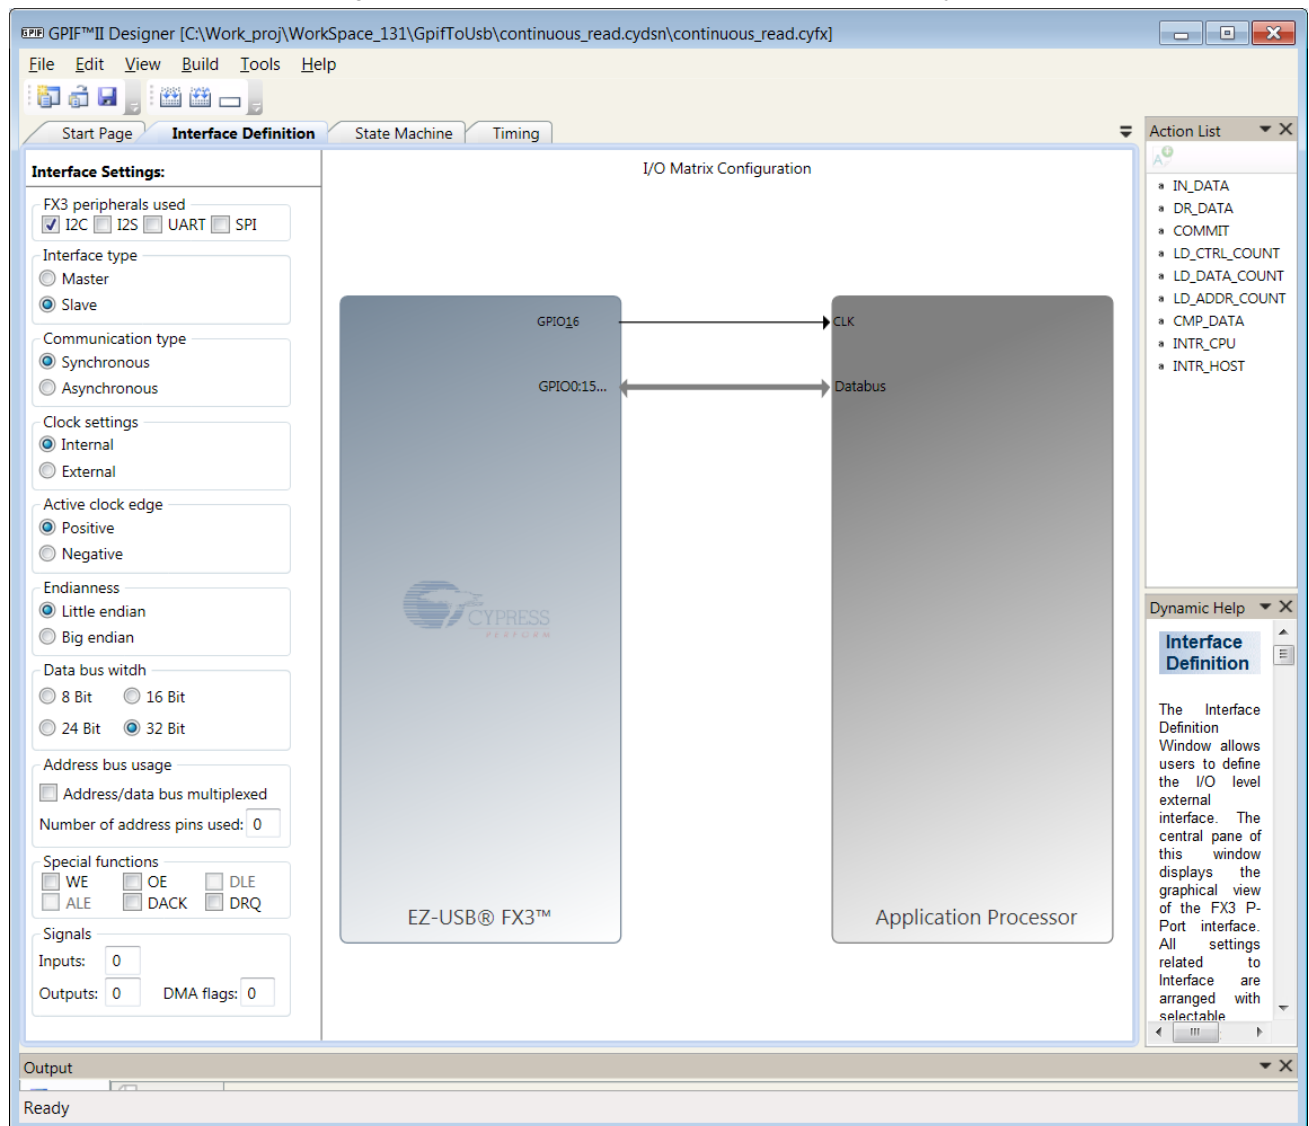 GPIF GPIF™II Designer [C:\Work_proj\WorkSpace_131\GpifToUsb\continuous_read.cydsn\continuous_read.cyfx]
File Edit View Build Tools Help
Start Page Interface Definition State Machine Timing
Interface Settings:
FX3 peripherals used
I2C I2S UART SPI
Interface type
Master
Slave
Communication type
Synchronous
Asynchronous
Clock settings
Internal
External
Active clock edge
Positive
Negative
Endianness
Little endian
Big endian
Data bus witdh
8 Bit 16 Bit
24 Bit 32 Bit
Address bus usage
Address/data bus multiplexed
Number of address pins used: 0
Special functions
WE OE DLE
ALE DACK DRQ
Signals
Inputs: 0
Outputs: 0 DMA flags: 0
I/O Matrix Configuration
GPIO16 CLK
GPIO0:15... Databus
CYPRESS
PERFORM
EZ-USB® FX3™
Application Processor
Action List
IN_DATA
DR_DATA
COMMIT
LD_CTRL_COUNT
LD_DATA_COUNT
LD_ADDR_COUNT
CMP_DATA
INTR_CPU
INTR_HOST
Dynamic Help
Interface
Definition
The Interface
Definition
Window allows
users to define
the I/O level
external
interface. The
central pane of
this window
displays the
graphical view
of the FX3 P-
Port interface.
All settings
related to
Interface are
arranged with
selectable
Output
Ready